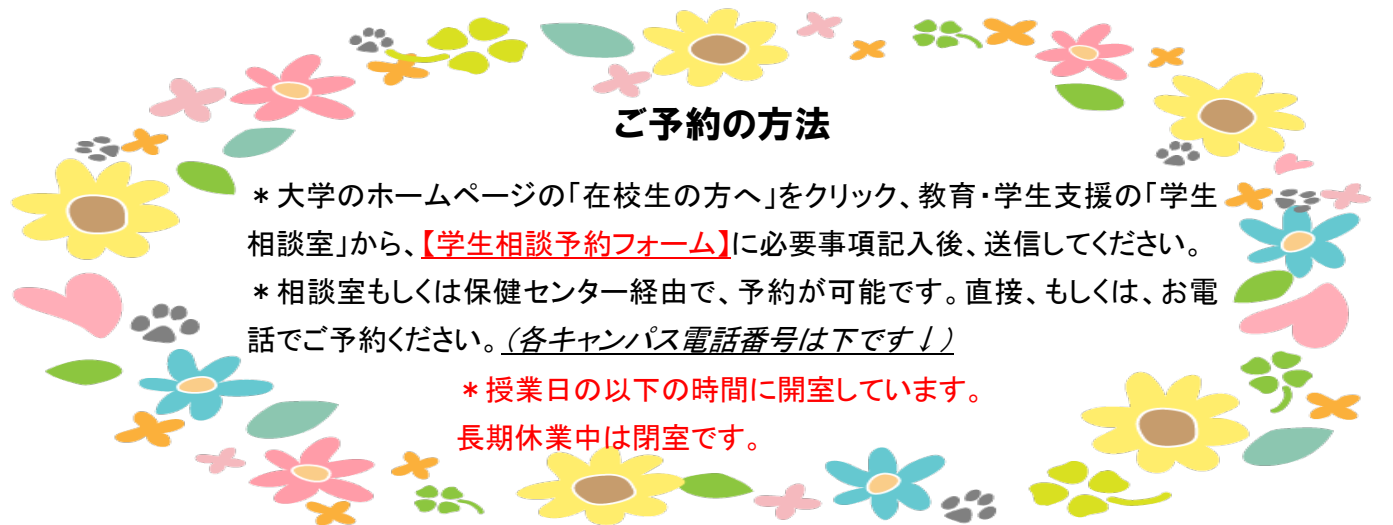 ご予約の方法
＊大学のホームページの「在校生の方へ」をクリック、教育・学生支援の「学生
相談室」から、【学生相談予約フォーム】に必要事項記入後、送信してください。
＊相談室もしくは保健センター経由で、予約が可能です。直接、もしくは、お電
話でご予約ください。（各キャンパス電話番号は下です↓）
＊授業日の以下の時間に開室しています。
長期休業中は閉室です。